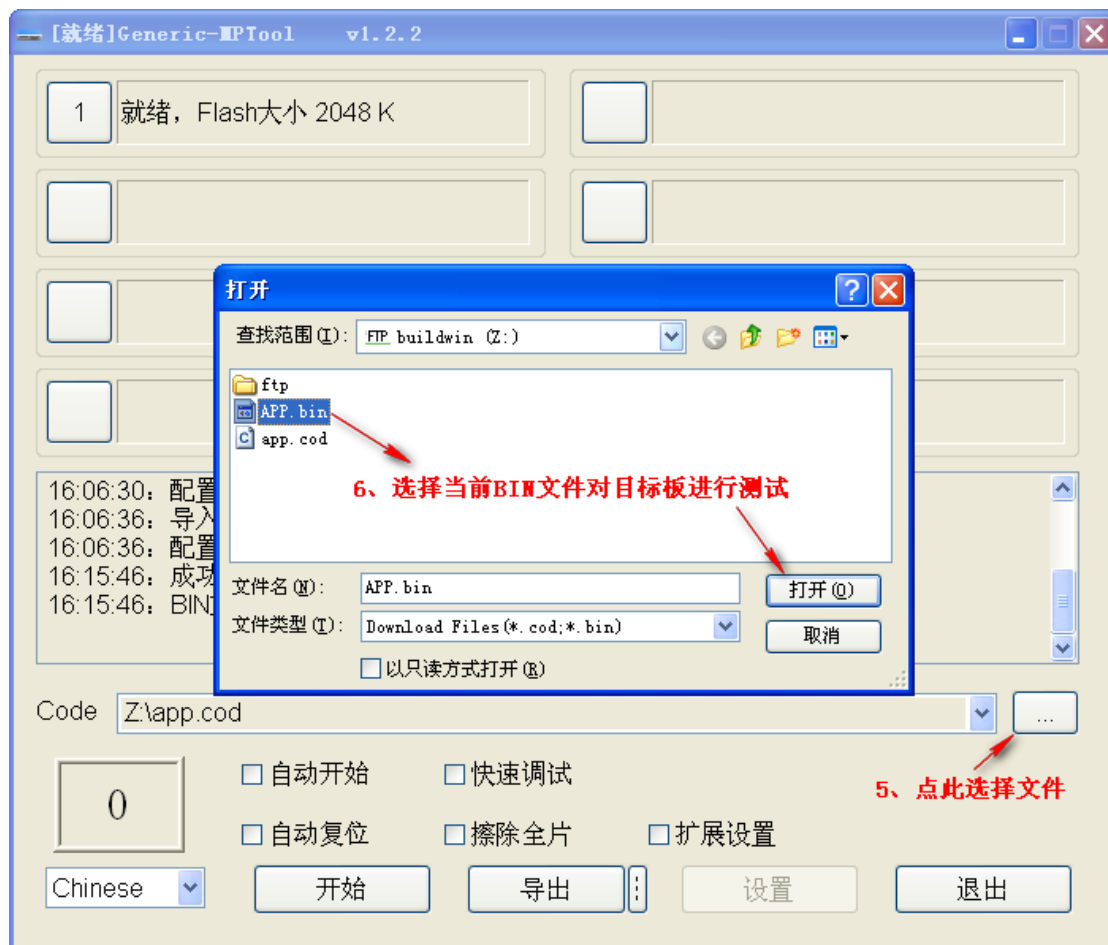 [就绪]Generic-MPTool v1.2.2
1 就绪，Flash大小 2048 K
打开
查找范围(I): FTP buildwin (Z:)
ftp
APP.bin
app.cod
6、选择当前BIN文件对目标板进行测试
16:06:30：配置
16:06:36：导入
16:06:36：配置
16:15:46：成功
16:15:46：BIN
文件名(N): APP.bin 打开(O)
文件类型(T): Download Files(*.cod;*.bin) 取消
以只读方式打开(R)
Code Z:\app.cod ...
5、点此选择文件
0
自动开始 快速调试
自动复位 擦除全片 扩展设置
Chinese 开始 导出 设置 退出